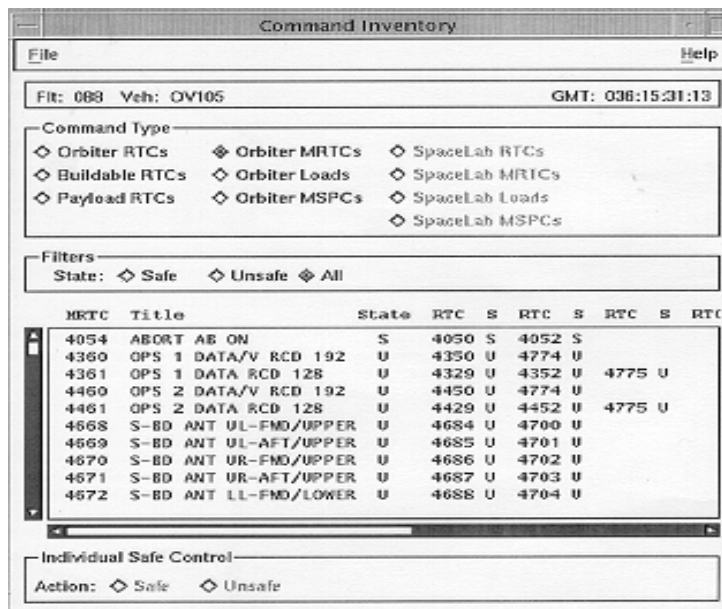 Command Inventory
File Help
Flt: 088 Veh: OV105 GMT: 036:15:31:13
Command Type
Orbiter RTCs Orbiter MRTCs SpaceLab RTCs
Buildable RTCs Orbiter Loads SpaceLab MRTCs
Payload RTCs Orbiter MSPCs SpaceLab Loads
SpaceLab MSPCs
Filters
State: Safe Unsafe All
MRTC Title State RTC S RTC S RTC S RTC
4054 ABORT AB ON S 4050 S 4052 S
4360 OPS 1 DATA/V RCD 192 U 4350 U 4774 U
4361 OPS 1 DATA RCD 128 U 4329 U 4352 U 4775 U
4460 OPS 2 DATA/V RCD 192 U 4450 U 4774 U
4461 OPS 2 DATA RCD 128 U 4429 U 4452 U 4775 U
4668 S-BD ANT UL-FWD/UPPER U 4684 U 4700 U
4669 S-BD ANT UL-AFT/UPPER U 4685 U 4701 U
4670 S-BD ANT UR-FWD/UPPER U 4686 U 4702 U
4671 S-BD ANT UR-AFT/UPPER U 4687 U 4703 U
4672 S-BD ANT LL-FWD/LOWER U 4688 U 4704 U
Individual Safe Control
Action: Safe Unsafe